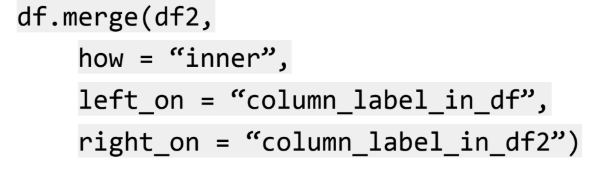 df.merge(df2,
how = “inner”,
left_on = “column_label_in_df”,
right_on = “column_label_in_df2”)